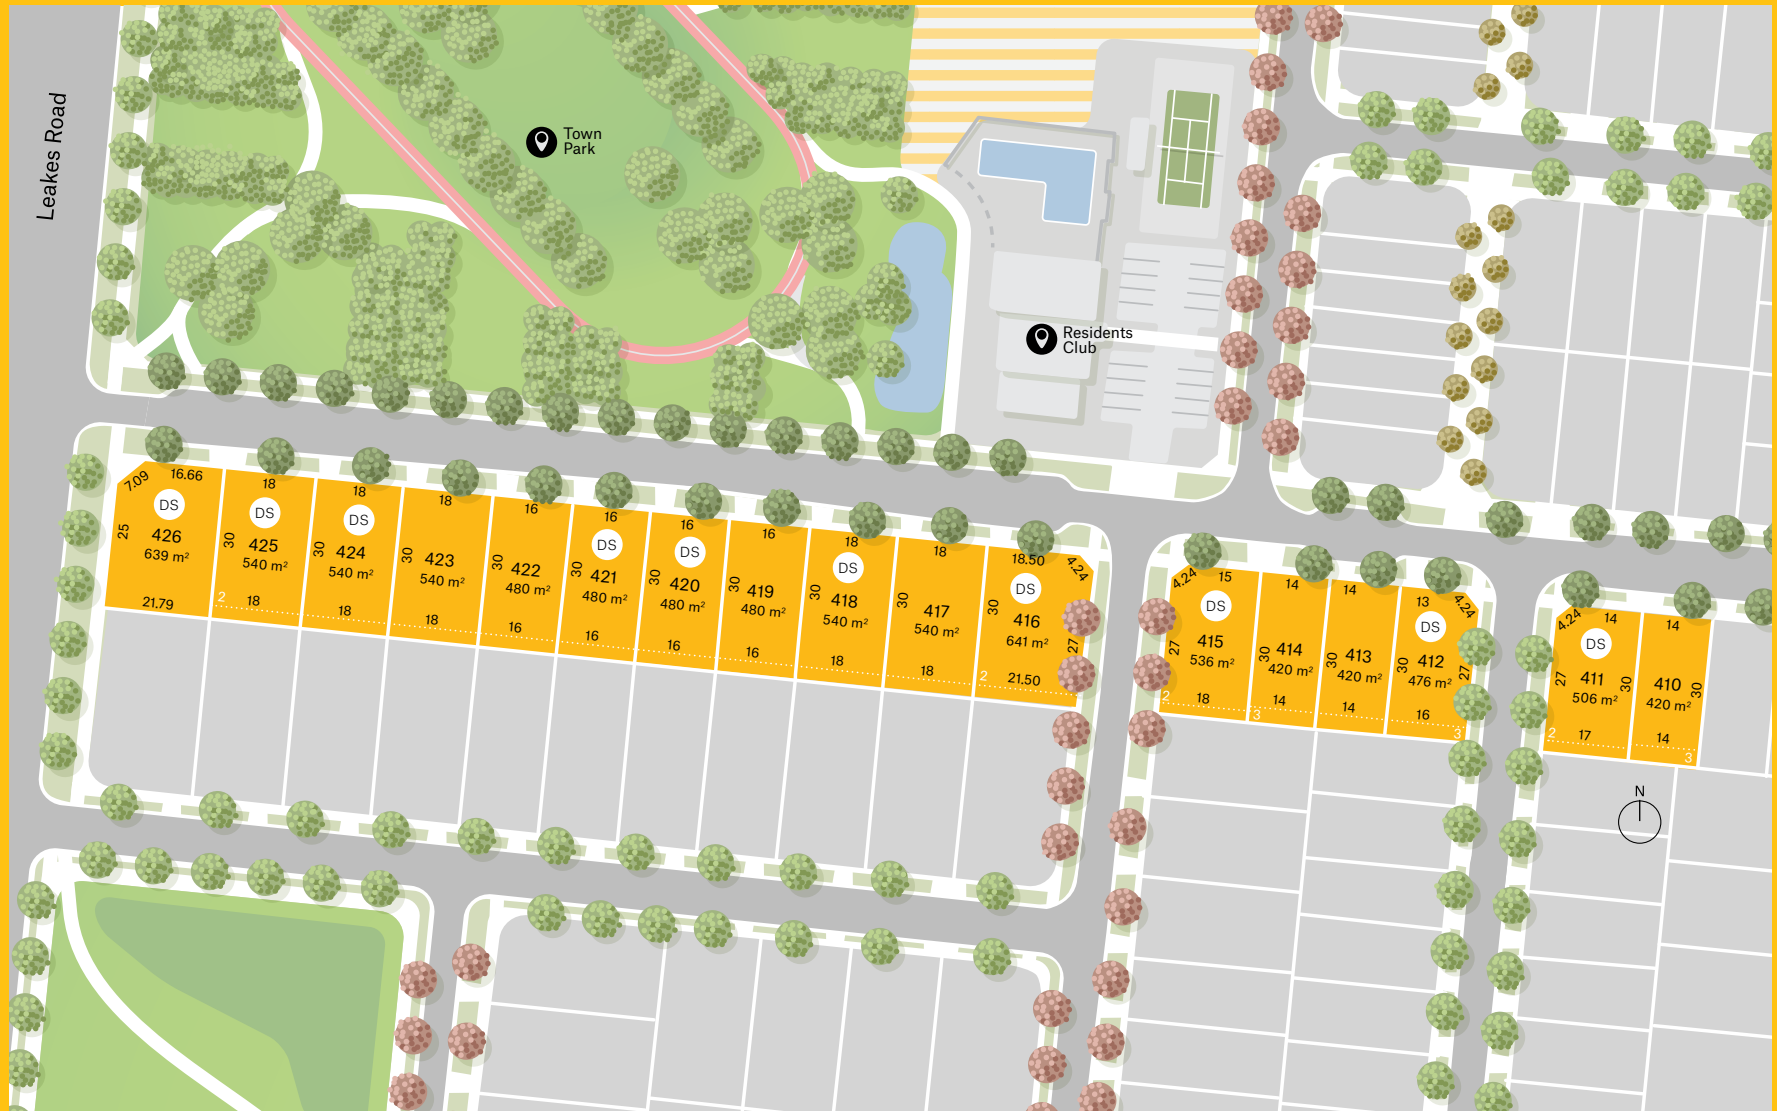 Leakes Road
Town
Park
Residents
Club
7.09
16.66
DS
25
426
639 m²
21.79
18
DS
30
425
540 m²
2
18
18
DS
30
424
540 m²
18
18
30
423
540 m²
18
16
30
422
480 m²
16
16
DS
30
421
480 m²
16
16
DS
30
420
480 m²
16
16
30
419
480 m²
16
18
DS
30
418
540 m²
18
18
30
417
540 m²
18
18.50
4.24
DS
30
416
641 m²
27
2
21.50
4.24
15
DS
27
415
536 m²
2
18
14
30
414
420 m²
14
3
14
30
413
420 m²
14
13
4.24
DS
30
412
476 m²
27
16
3
4.24
14
DS
27
411
506 m²
30
2
17
14
410
420 m²
30
14
3
N